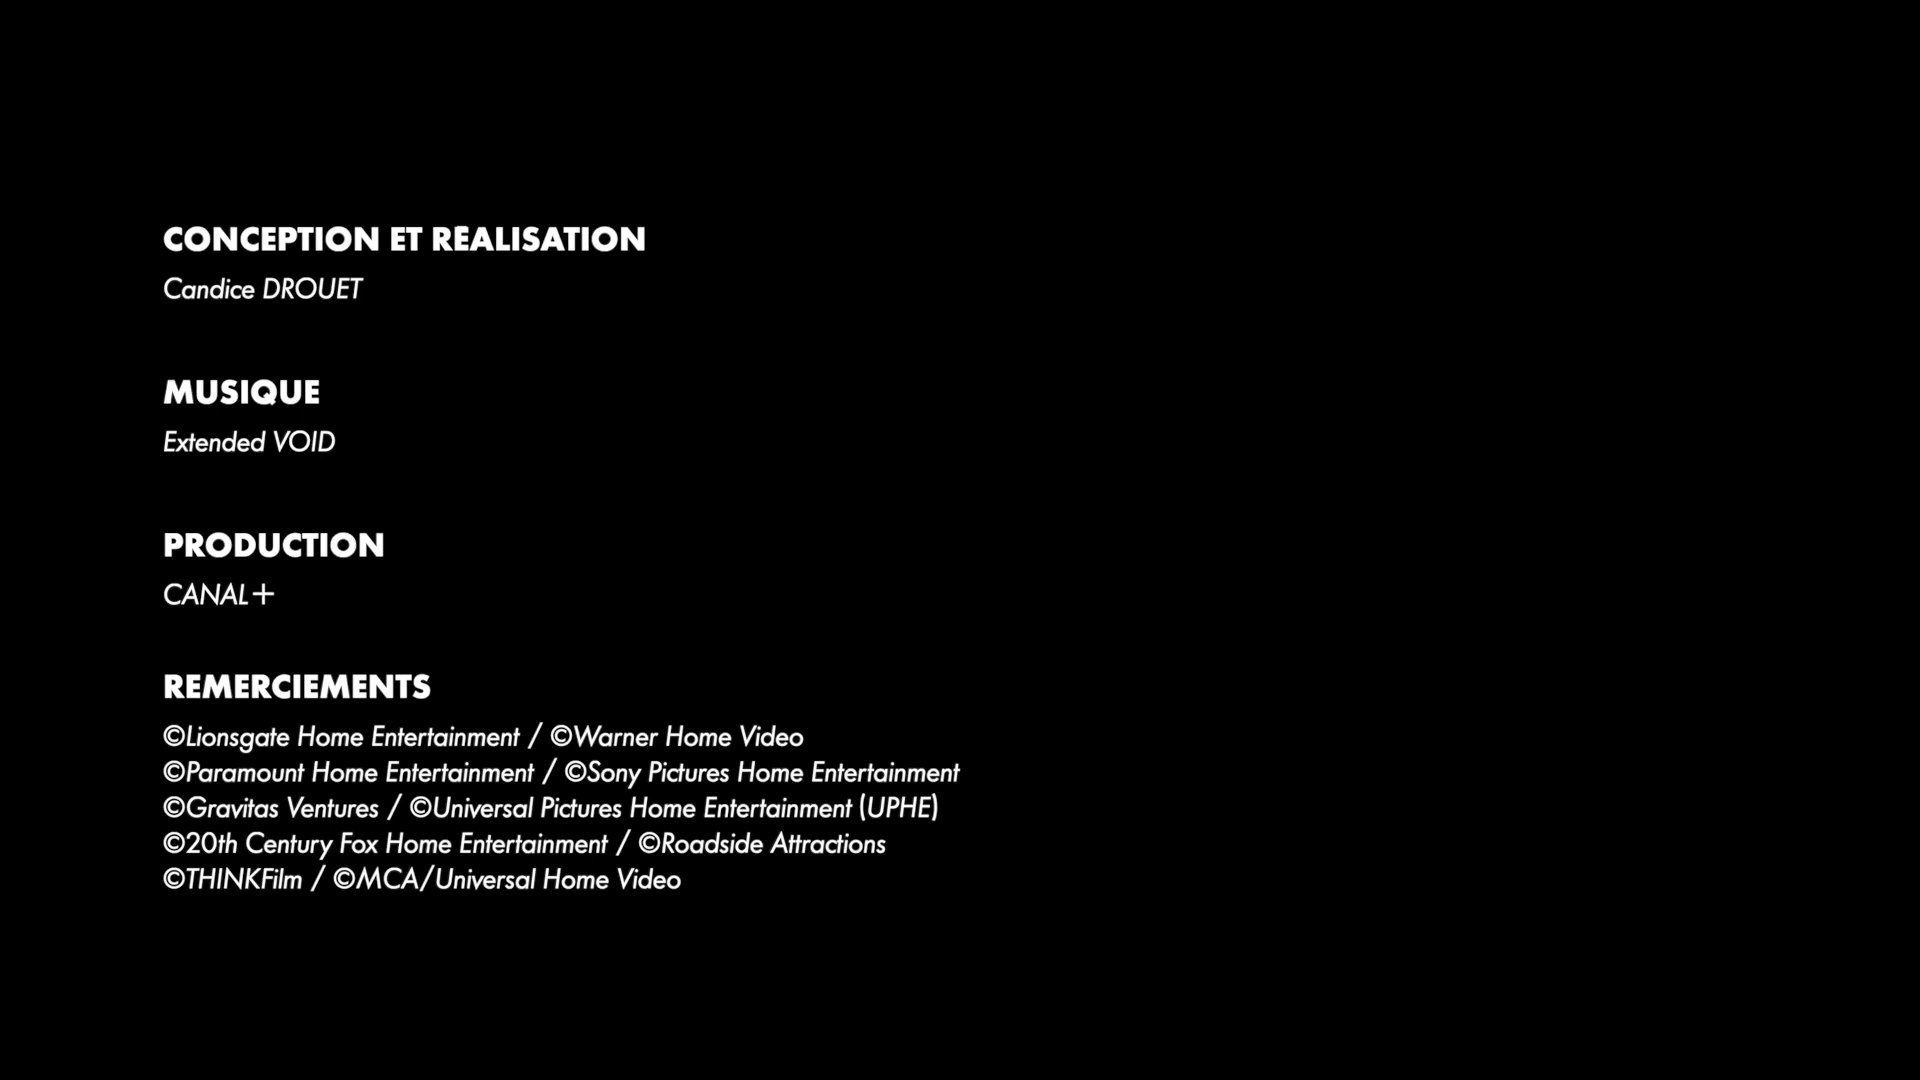 CONCEPTION ET RÉALISATION
Candice DROUET
MUSIQUE
Extended VOID
PRODUCTION
CANAL+
REMERCIEMENTS
©Lionsgate Home Entertainment / ©Warner Home Video
©Paramount Home Entertainment / ©Sony Pictures Home Entertainment
©Gravitas Ventures / ©Universal Pictures Home Entertainment (UPHE)
©20th Century Fox Home Entertainment / ©Roadside Attractions
©THINKFilm / ©MCA/Universal Home Video